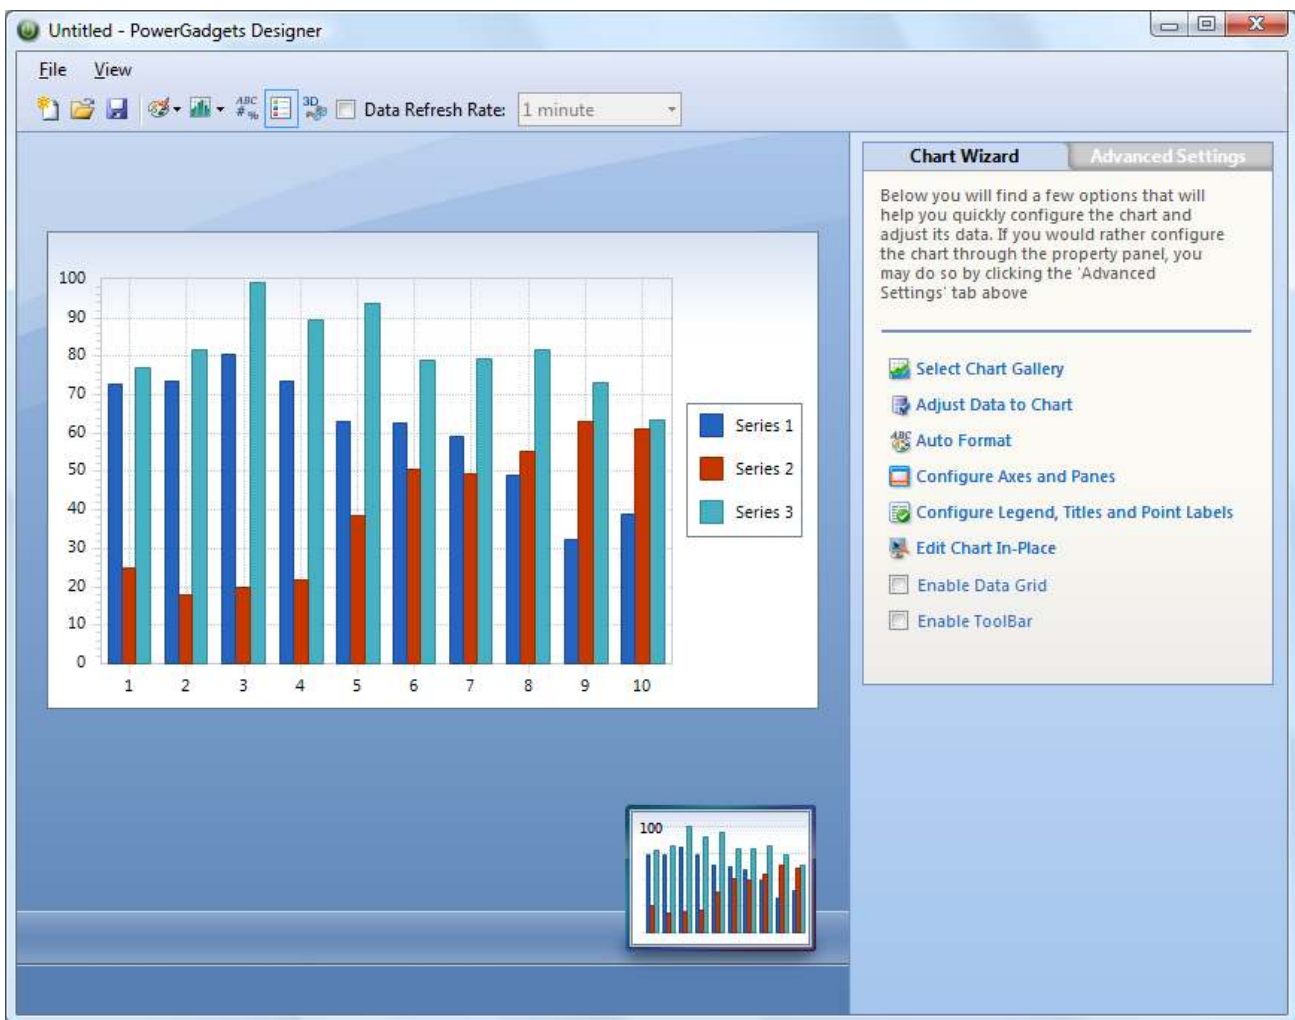 Untitled - PowerGadgets Designer
File View
ABC #% 3D Data Refresh Rate: 1 minute
Chart Wizard Advanced Settings
Below you will find a few options that will
help you quickly configure the chart and
adjust its data. If you would rather configure
the chart through the property panel, you
may do so by clicking the 'Advanced
Settings' tab above
100
90
80
70
60
50
40
30
20
10
0
1 2 3 4 5 6 7 8 9 10
Series 1
Series 2
Series 3
Select Chart Gallery
Adjust Data to Chart
ABC Auto Format
Configure Axes and Panes
Configure Legend, Titles and Point Labels
Edit Chart In-Place
Enable Data Grid
Enable ToolBar
100